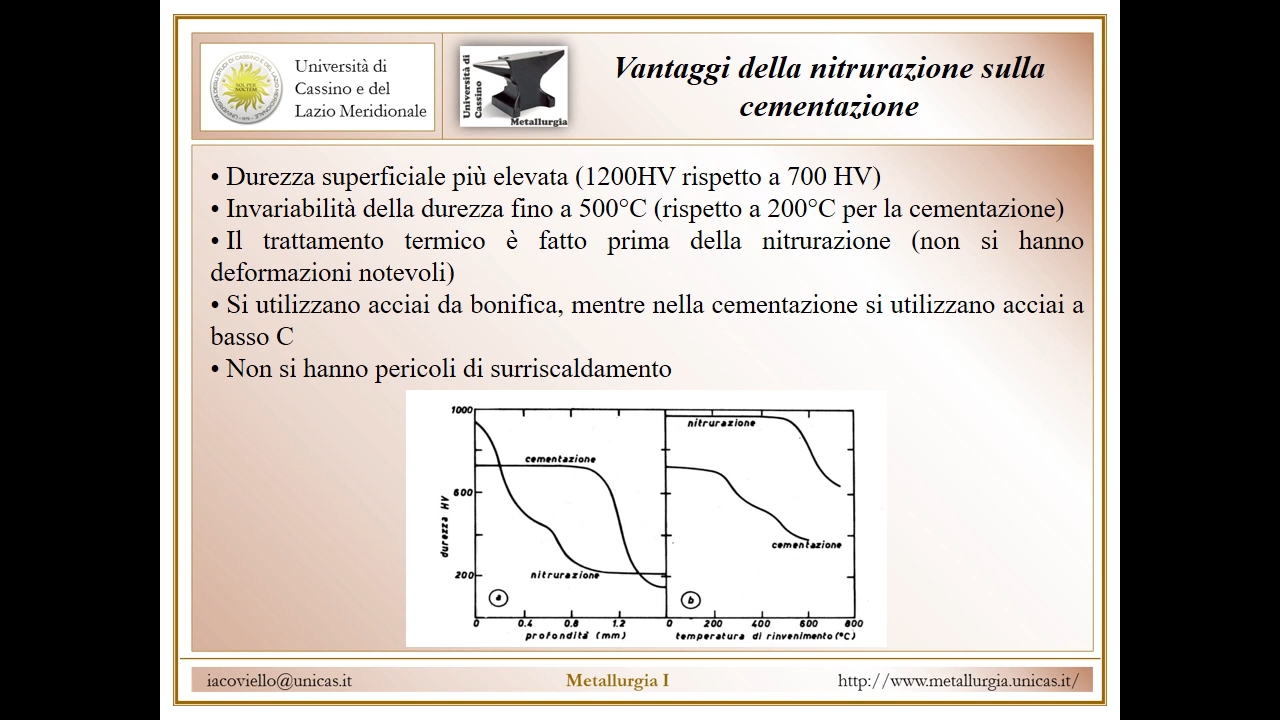 Università di
Cassino e del
Lazio Meridionale
Università di
Cassino
Metallurgia
Vantaggi della nitrurazione sulla
cementazione
• Durezza superficiale più elevata (1200HV rispetto a 700 HV)
• Invariabilità della durezza fino a 500°C (rispetto a 200°C per la cementazione)
• Il trattamento termico è fatto prima della nitrurazione (non si hanno
deformazioni notevoli)
• Si utilizzano acciai da bonifica, mentre nella cementazione si utilizzano acciai a
basso C
• Non si hanno pericoli di surriscaldamento
1000
600
200
durezza HV
cementazione
nitrurazione
a
0 0.4 0.8 1.2
profondità (mm)
nitrurazione
cementazione
b
0 200 400 600 800
temperatura di rinvenimento (°C)
iacoviello@unicas.it
Metallurgia I
http://www.metallurgia.unicas.it/